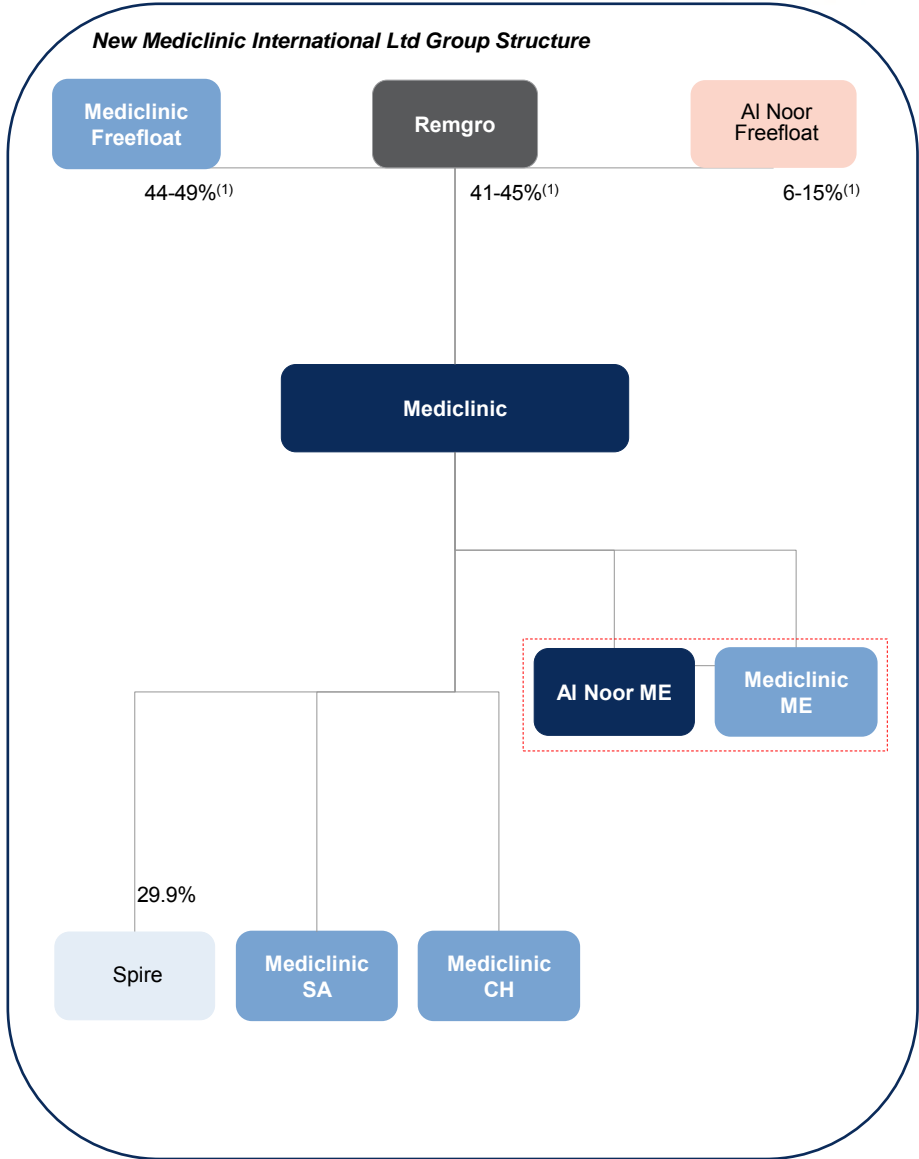 New Mediclinic International Ltd Group Structure
Mediclinic
Freefloat
Remgro
Al Noor
Freefloat
44-49%(1)
41-45%(1)
6-15%(1)
Mediclinic
Al Noor ME
Mediclinic
ME
29.9%
Spire
Mediclinic
SA
Mediclinic
CH